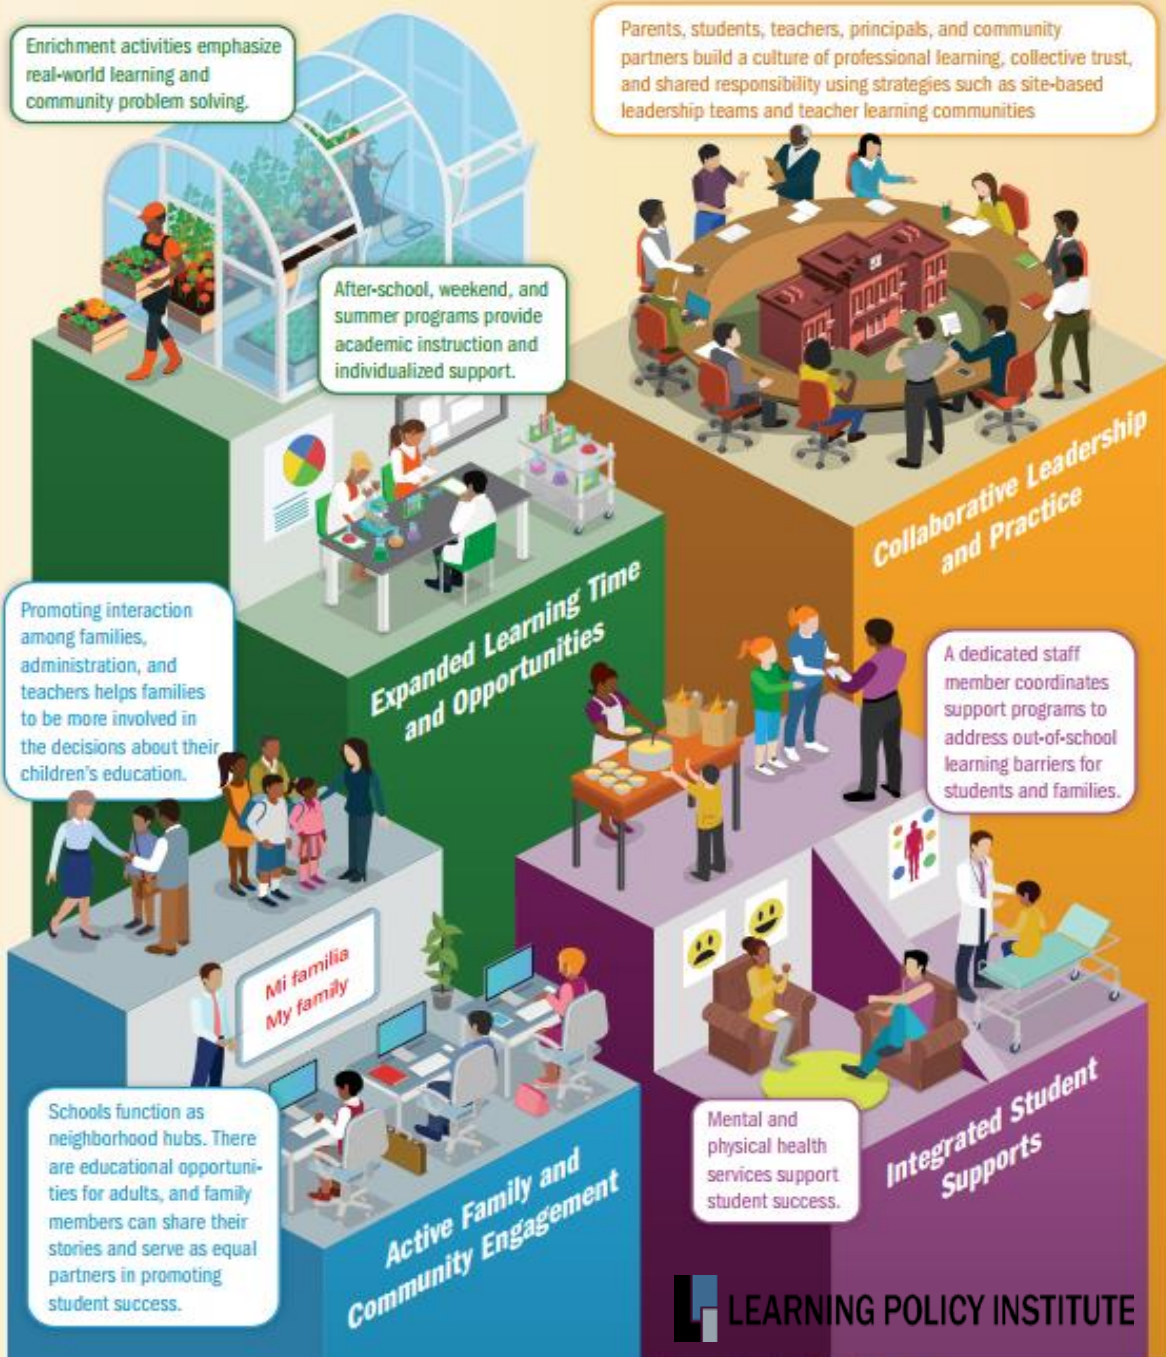 Enrichment activities emphasize
real-world learning and
community problem solving.
Parents, students, teachers, principals, and community
partners build a culture of professional learning, collective trust,
and shared responsibility using strategies such as site-based
leadership teams and teacher learning communities
After-school, weekend, and
summer programs provide
academic instruction and
individualized support.
Collaborative Leadership
and Practice
Expanded Learning Time
and Opportunities
Promoting interaction
among families,
administration, and
teachers helps families
to be more involved in
the decisions about their
children's education.
A dedicated staff
member coordinates
support programs to
address out-of-school
learning barriers for
students and families.
Mi familia
My family
Schools function as
neighborhood hubs. There
are educational opportuni-
ties for adults, and family
members can share their
stories and serve as equal
partners in promoting
student success.
Active Family and
Community Engagement
Mental and
physical health
services support
student success.
Integrated Student
Supports
LEARNING POLICY INSTITUTE